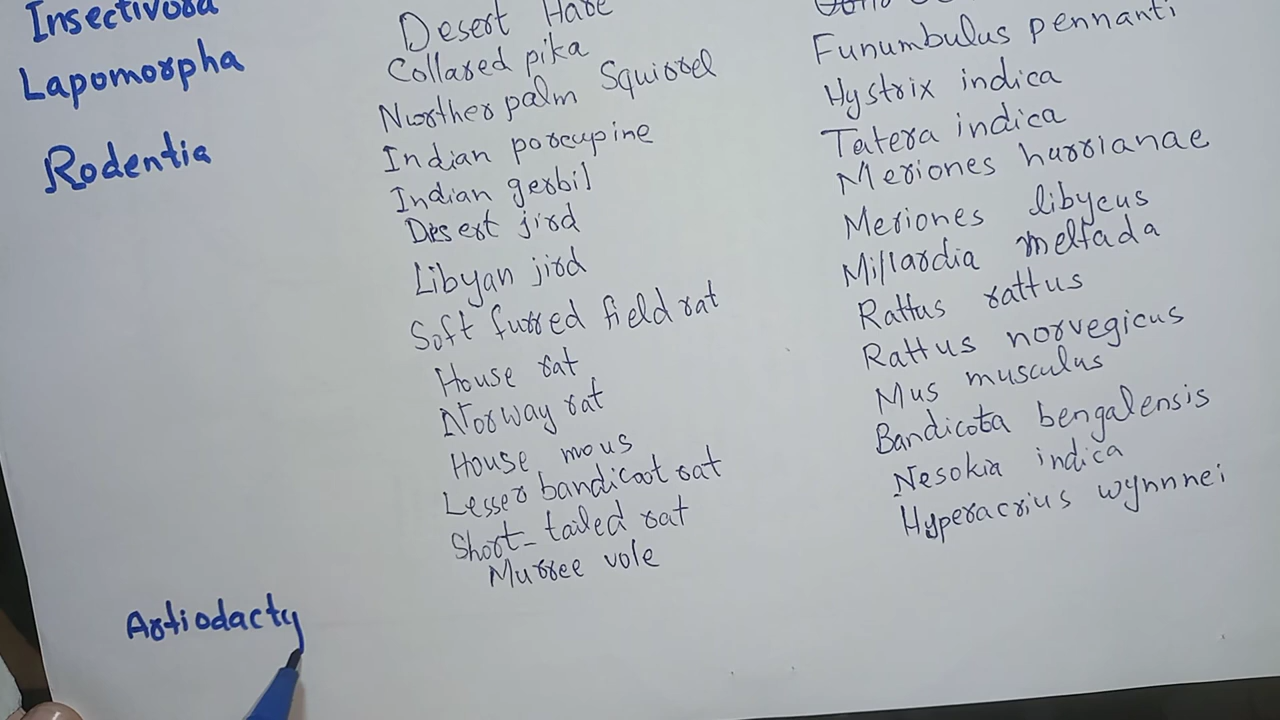 Insectivora
Desert Hare
Lapomorpha
Collared pika
Funumbulus pennanti
Norther palm Squirrel
Hystrix indica
Rodentia
Indian porcupine
Tatera indica
Indian gerbil
Meriones hurrianae
Desert jird
Meriones libycus
Libyan jird
Millardia meltada
Soft furred field rat
Rattus rattus
House rat
Rattus norvegicus
Norway rat
Mus musculus
House mous
Bandicota bengalensis
Lesser bandicoot rat
Nesokia indica
Short-tailed rat
Hyperacrius wynnnei
Murree vole
Artiodacty